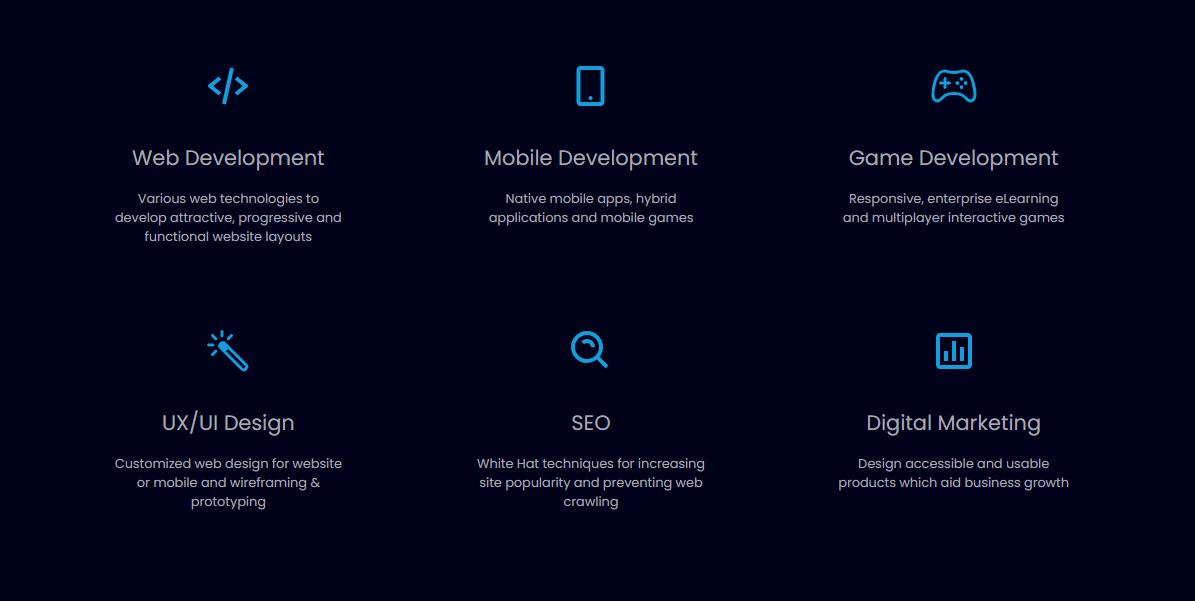 Web Development
Various web technologies to
develop attractive, progressive and
functional website layouts
Mobile Development
Native mobile apps, hybrid
applications and mobile games
Game Development
Responsive, enterprise eLearning
and multiplayer interactive games
UX/UI Design
Customized web design for website
or mobile and wireframing &
prototyping
SEO
White Hat techniques for increasing
site popularity and preventing web
crawling
Digital Marketing
Design accessible and usable
products which aid business growth